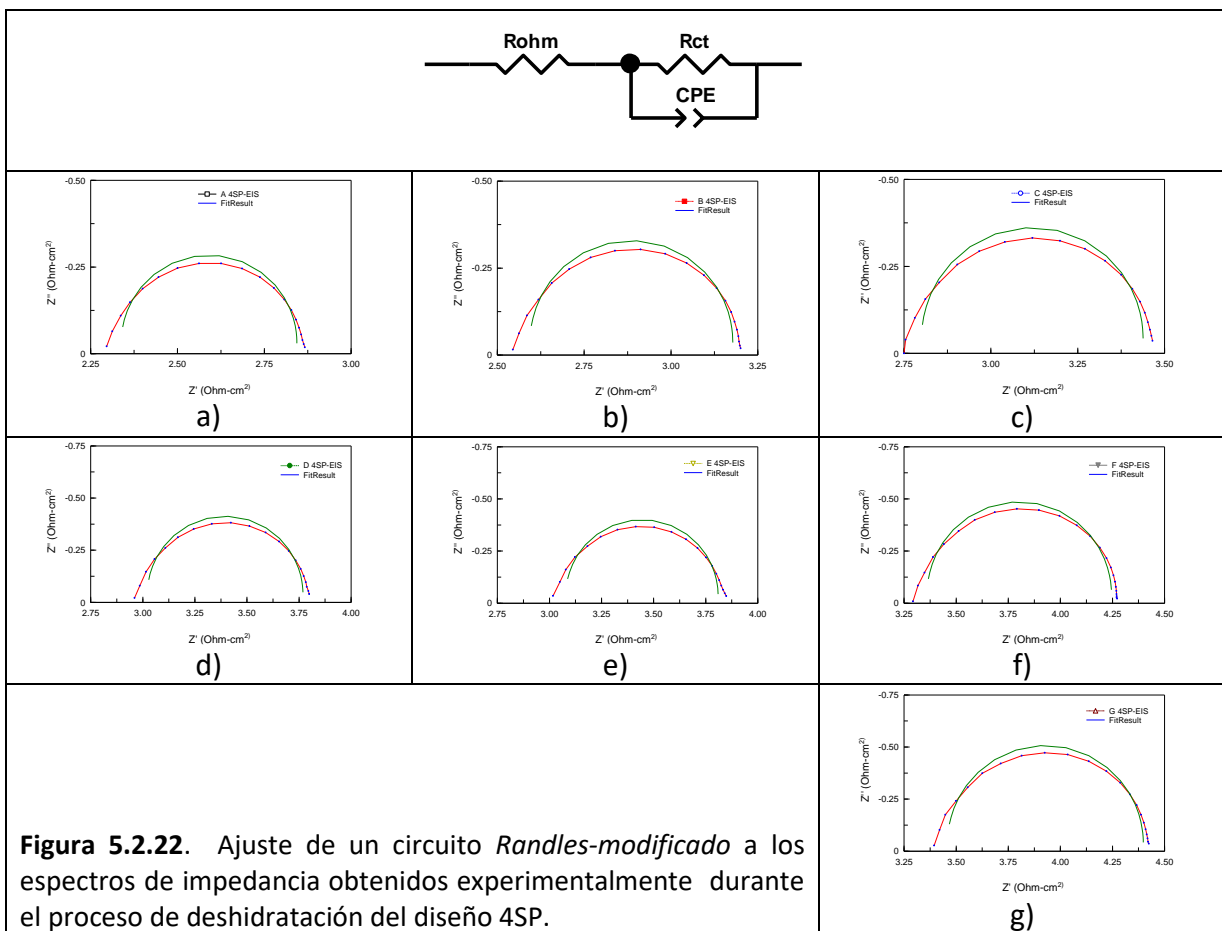 Rohm
Rct
CPE
-0.50
-0.25
0
2.25
2.50
2.75
3.00
Z'' (Ohm-cm²)
Z' (Ohm-cm²)
A 4SP-EIS
FitResult
a)
-0.50
-0.25
0
2.50
2.75
3.00
3.25
Z'' (Ohm-cm²)
Z' (Ohm-cm²)
B 4SP-EIS
FitResult
b)
-0.50
-0.25
0
2.75
3.00
3.25
3.50
Z'' (Ohm-cm²)
Z' (Ohm-cm²)
C 4SP-EIS
FitResult
c)
-0.75
-0.50
-0.25
0
2.75
3.00
3.25
3.50
3.75
4.00
Z'' (Ohm-cm²)
Z' (Ohm-cm²)
D 4SP-EIS
FitResult
d)
-0.75
-0.50
-0.25
0
2.75
3.00
3.25
3.50
3.75
4.00
Z'' (Ohm-cm²)
Z' (Ohm-cm²)
E 4SP-EIS
FitResult
e)
-0.75
-0.50
-0.25
0
3.25
3.50
3.75
4.00
4.25
4.50
Z'' (Ohm-cm²)
Z' (Ohm-cm²)
F 4SP-EIS
FitResult
f)
-0.75
-0.50
-0.25
0
3.25
3.50
3.75
4.00
4.25
4.50
Z'' (Ohm-cm²)
Z' (Ohm-cm²)
G 4SP-EIS
FitResult
g)
Figura 5.2.22. Ajuste de un circuito Randles-modificado a los
espectros de impedancia obtenidos experimentalmente durante
el proceso de deshidratación del diseño 4SP.